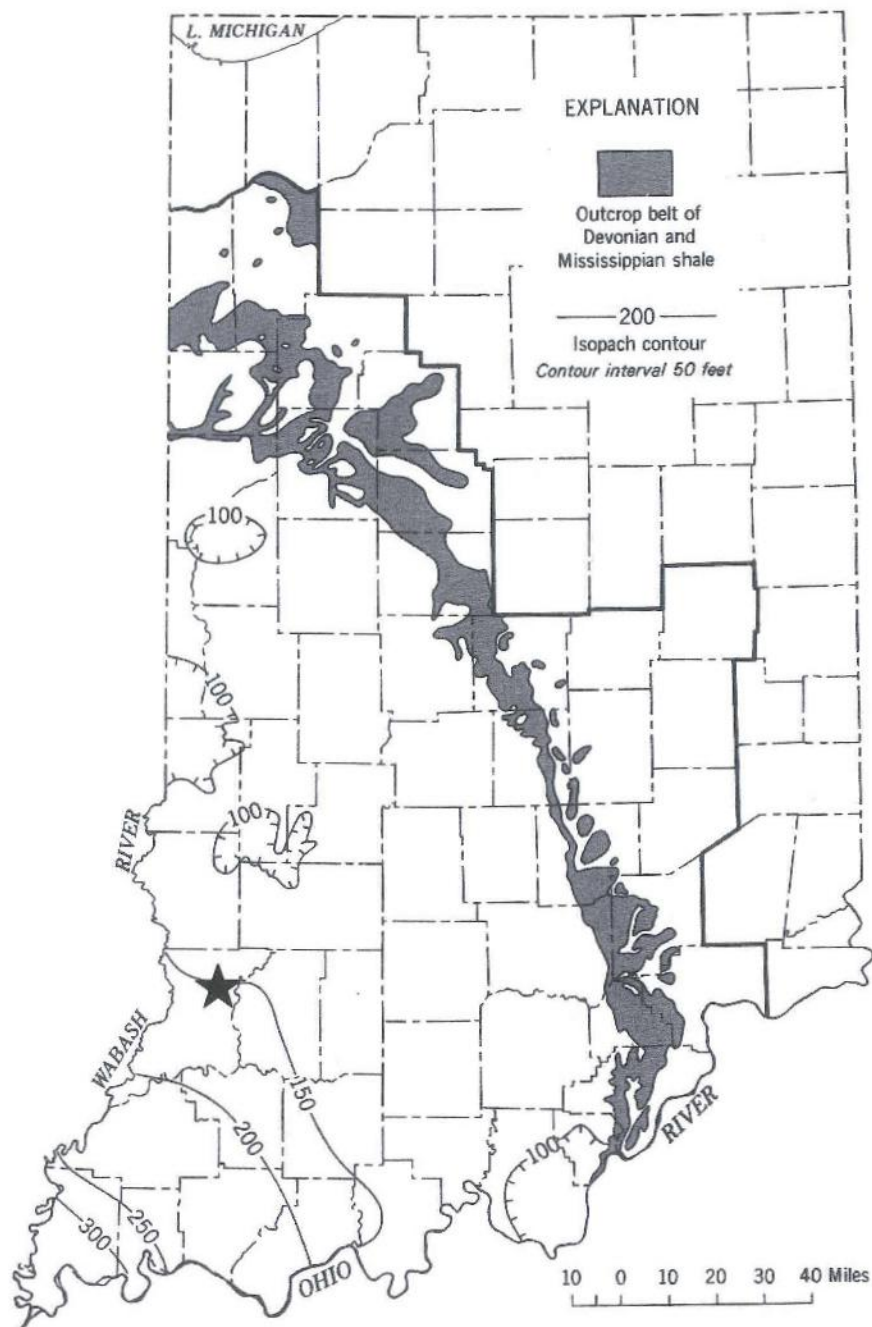 L. MICHIGAN
EXPLANATION
Outcrop belt of
Devonian and
Mississippian shale
200
Isopach contour
Contour interval 50 feet
100
100
100
RIVER
WABASH
150
200
250
300
100
RIVER
OHIO
10 0 10 20 30 40 Miles